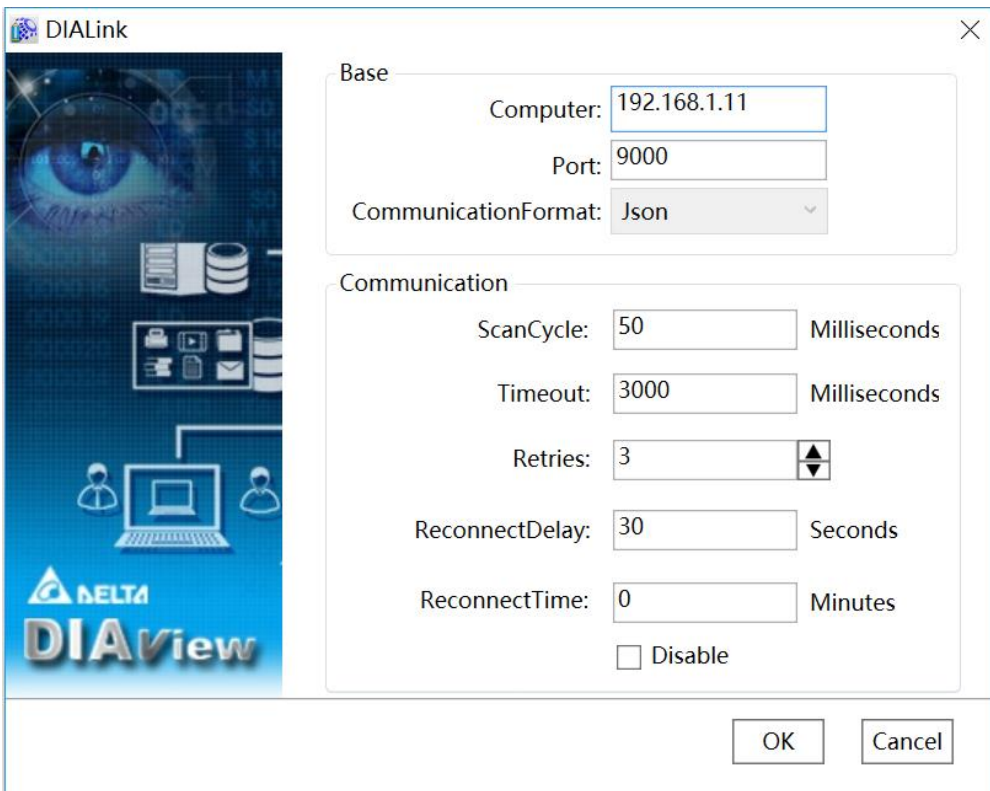 DIALink
Base
Computer: 192.168.1.11
Port: 9000
CommunicationFormat: Json
Communication
ScanCycle: 50 Milliseconds
Timeout: 3000 Milliseconds
Retries: 3
ReconnectDelay: 30 Seconds
ReconnectTime: 0 Minutes
Disable
DELTA
DIAView
OK Cancel